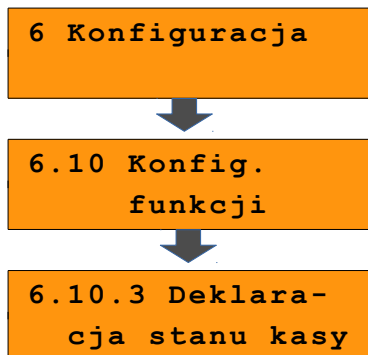 6 Konfiguracja
6.10 Konfig.
funkcji
6.10.3 Deklara-
cja stanu kasy